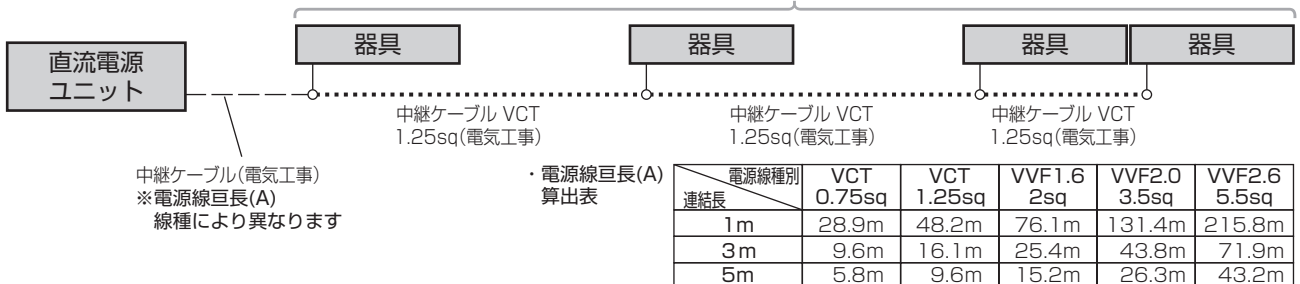 器具 器具 器具 器具
直流電源
ユニット
中継ケーブル VCT 中継ケーブル VCT 中継ケーブル VCT
1.25sq(電気工事) 1.25sq(電気工事) 1.25sq(電気工事)
中継ケーブル(電気工事)
※電源線亘長(A)
線種により異なります
・電源線亘長(A)
算出表
電源線種別 VCT VCT VVF1.6 VVF2.0 VVF2.6
連結長 0.75sq 1.25sq 2sq 3.5sq 5.5sq
1m 28.9m 48.2m 76.1m 131.4m 215.8m
3m 9.6m 16.1m 25.4m 43.8m 71.9m
5m 5.8m 9.6m 15.2m 26.3m 43.2m